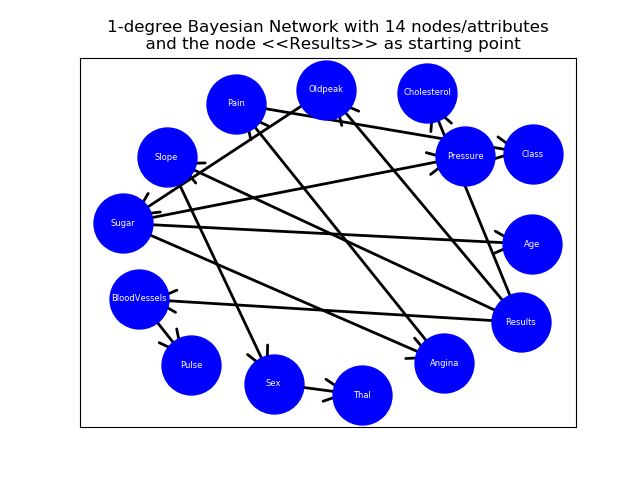 1-degree Bayesian Network with 14 nodes/attributes
and the node <<Results>> as starting point
Oldpeak
Cholesterol
Pain
Class
Pressure
Slope
Sugar
Age
BloodVessels
Results
Angina
Pulse
Sex
Thal